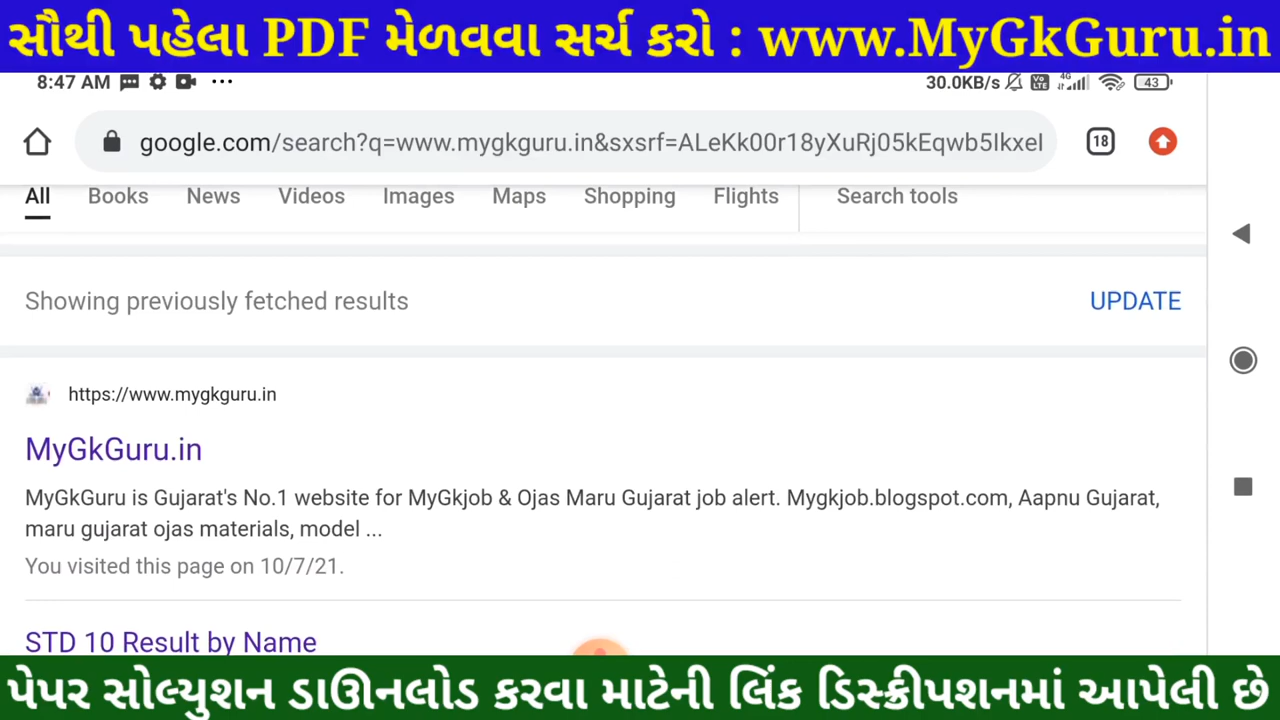 સૌથી પહેલા PDF મેળવવા સર્ચ કરો : www.MyGkGuru.in
8:47 AM ... 30.0KB/s Vo LTE 4G 43
google.com/search?q=www.mygkguru.in&sxsrf=ALeKk00r18yXuRj05kEqwb5IkxeI 18
All Books News Videos Images Maps Shopping Flights Search tools
Showing previously fetched results UPDATE
https://www.mygkguru.in
MyGkGuru.in
MyGkGuru is Gujarat's No.1 website for MyGkjob & Ojas Maru Gujarat job alert. Mygkjob.blogspot.com, Aapnu Gujarat,
maru gujarat ojas materials, model ...
You visited this page on 10/7/21.
STD 10 Result by Name
પેપર સોલ્યુશન ડાઊનલોડ કરવા માટેની લિંક ડિસ્ક્રીપશનમાં આપેલી છે